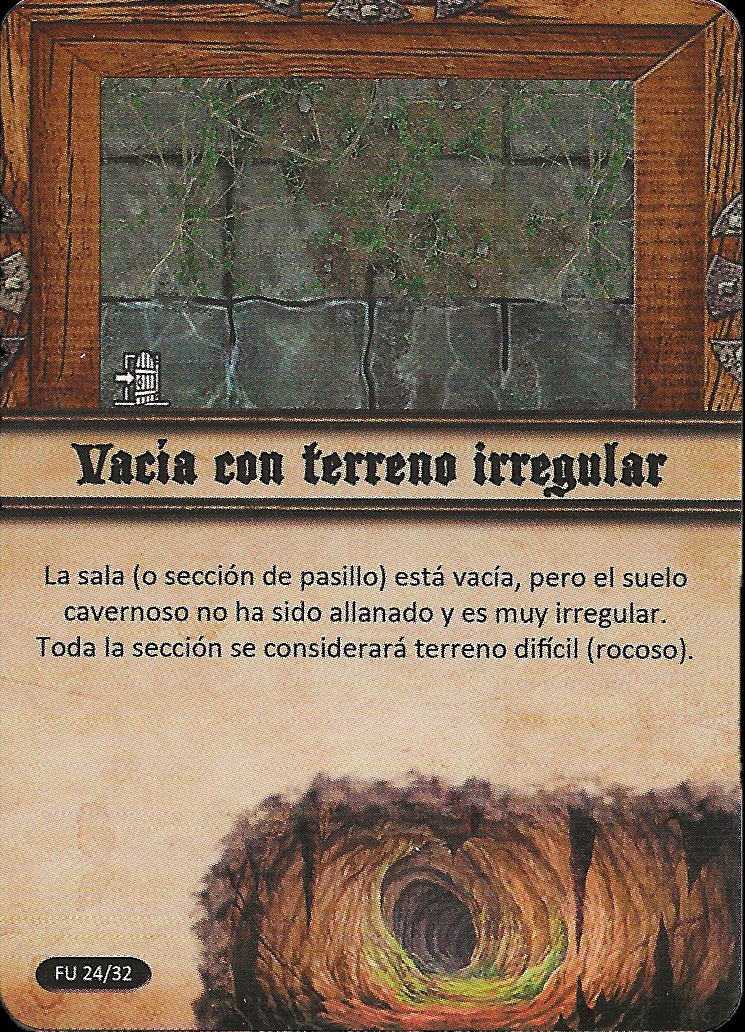 Vacía con terreno irregular
La sala (o sección de pasillo) está vacía, pero el suelo
cavernoso no ha sido allanado y es muy irregular.
Toda la sección se considerará terreno difícil (rocoso).
FU 24/32